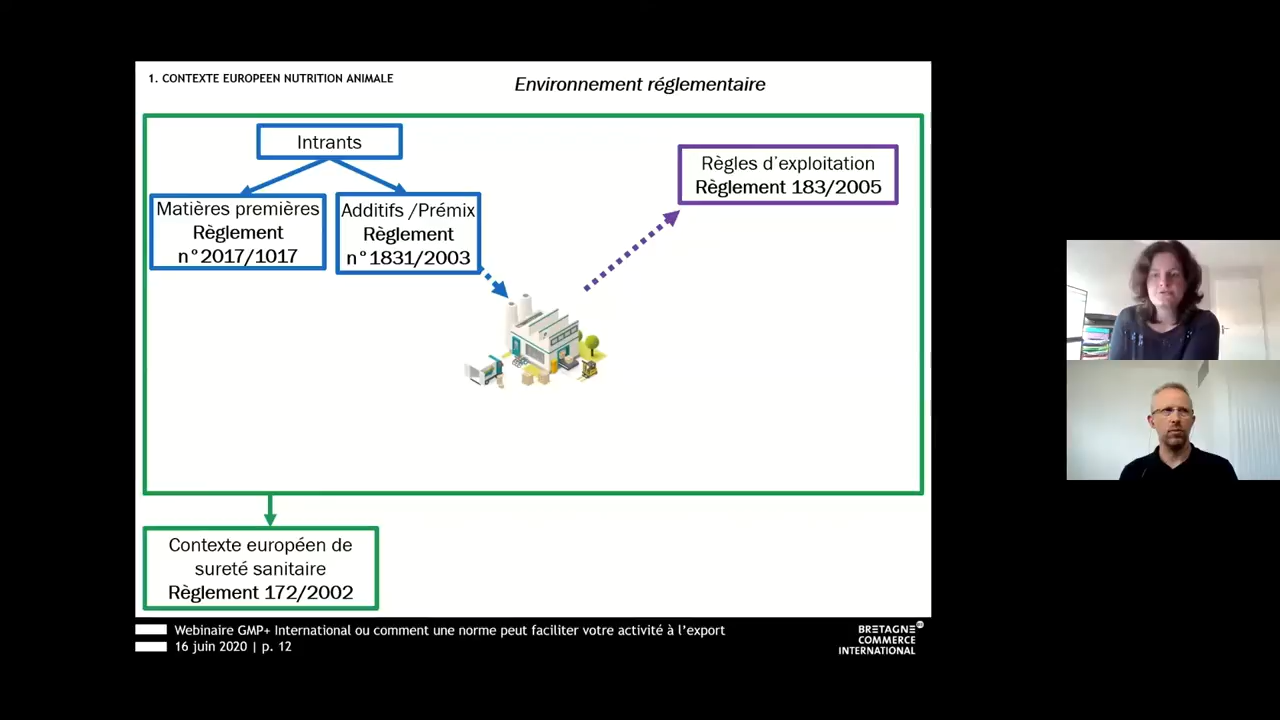 1. CONTEXTE EUROPEEN NUTRITION ANIMALE
Environnement réglementaire
Intrants
Matières premières
Règlement
n°2017/1017
Additifs /Prémix
Règlement
n°1831/2003
Règles d'exploitation
Règlement 183/2005
Contexte européen de
sureté sanitaire
Règlement 172/2002
Webinaire GMP+ International ou comment une norme peut faciliter votre activité à l'export
16 juin 2020 | p. 12
BRETAGNE
COMMERCE
INTERNATIONAL